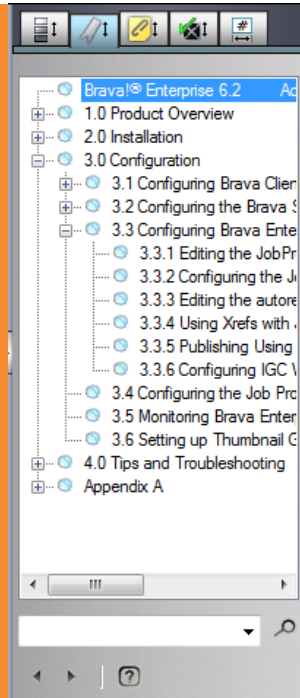 Brava!® Enterprise 6.2 Ad
1.0 Product Overview
2.0 Installation
3.0 Configuration
3.1 Configuring Brava Clien
3.2 Configuring the Brava S
3.3 Configuring Brava Ente
3.3.1 Editing the JobPr
3.3.2 Configuring the J
3.3.3 Editing the autore
3.3.4 Using Xrefs with
3.3.5 Publishing Using
3.3.6 Configuring IGC V
3.4 Configuring the Job Pro
3.5 Monitoring Brava Enter
3.6 Setting up Thumbnail G
4.0 Tips and Troubleshooting
Appendix A